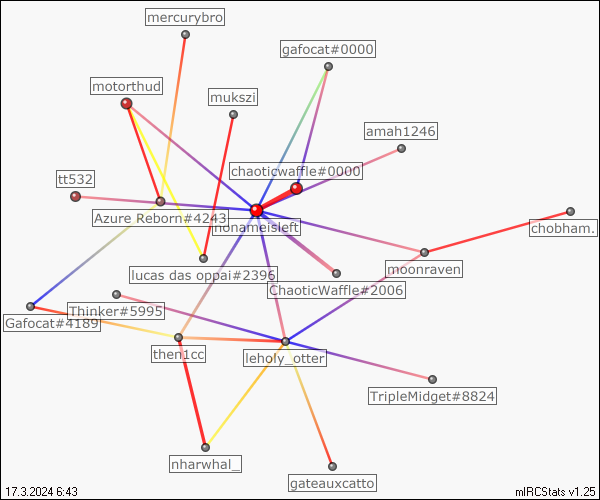 mercurybro
gafocat#0000
motorthud
mukszi
amah1246
chaoticwaffle#0000
tt532
Azure Reborn#4243
nonameisleft
chobham.
lucas das oppai#2396
moonraven
ChaoticWaffle#2006
Thinker#5995
Gafocat#4189
then1cc
leholy_otter
TripleMidget#8824
nharwhal_
gateauxcatto
17.3.2024 6:43
mIRCStats v1.25